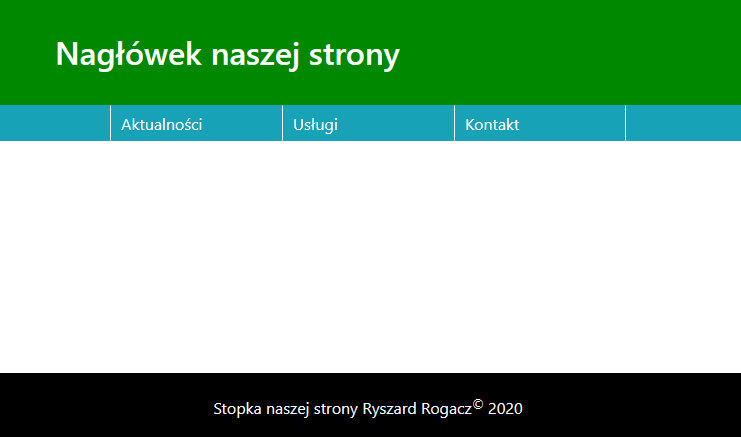 Nagłówek naszej strony
Aktualności Usługi Kontakt
Stopka naszej strony Ryszard Rogacz© 2020